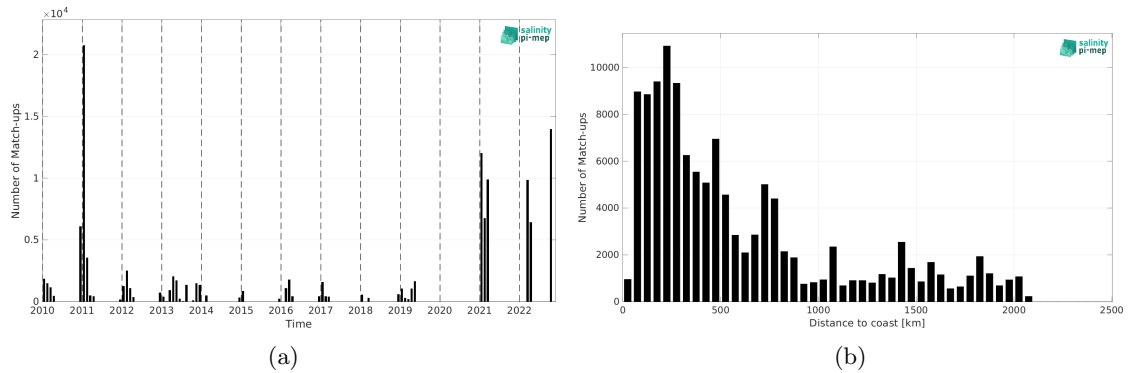 ×10⁴
2
1.5
1
0.5
0
Number of Match-ups
2010 2011 2012 2013 2014 2015 2016 2017 2018 2019 2020 2021 2022
Time
salinity
pi-mep
(a)
10000
8000
6000
4000
2000
0
Number of Match-ups
0 500 1000 1500 2000 2500
Distance to coast [km]
salinity
pi-mep
(b)